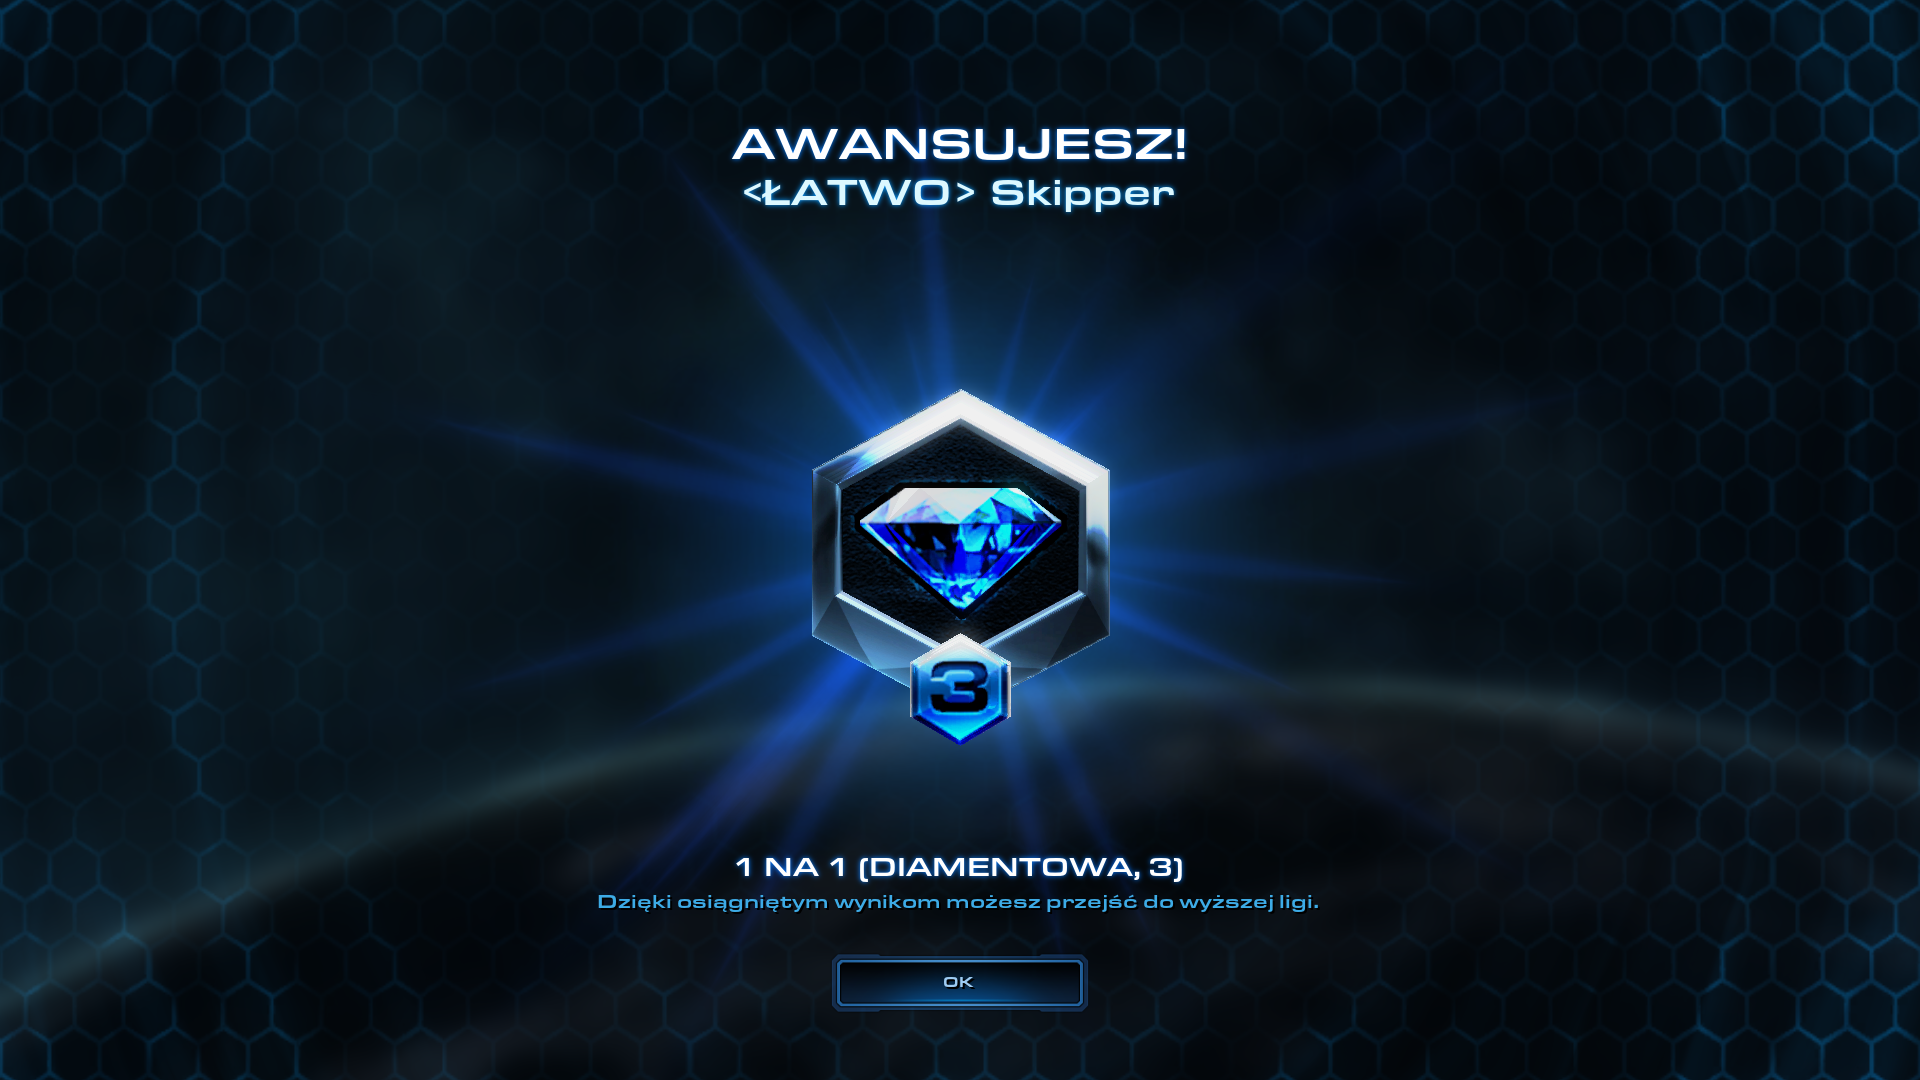 AWANSUJESZ!
<ŁATWO> Skipper
3
1 NA 1 (DIAMENTOWA, 3)
Dzięki osiągniętym wynikom możesz przejść do wyższej ligi.
OK